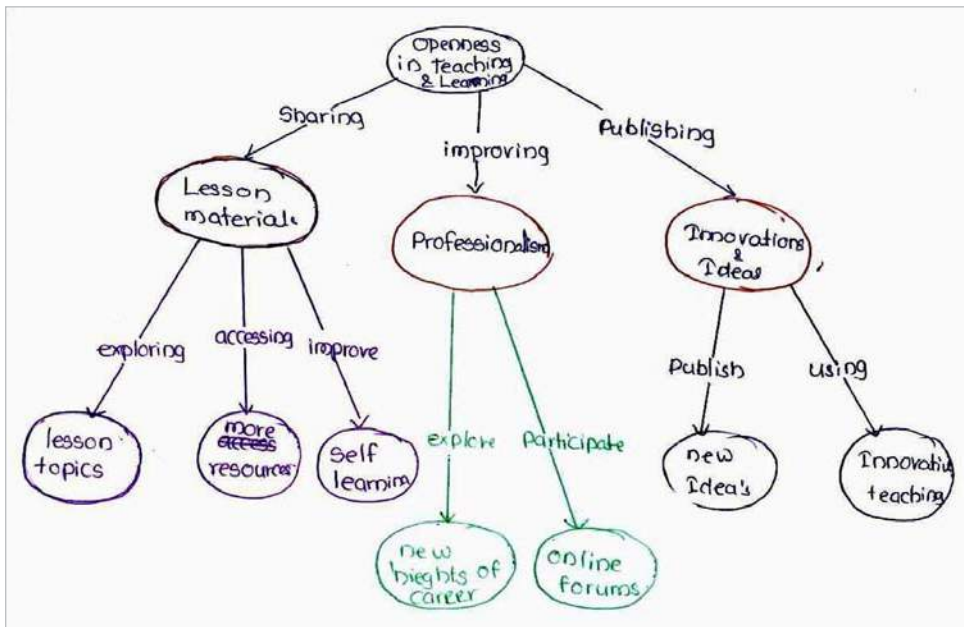 Openness
in teaching
& Learning
Sharing
improving
Publishing
Lesson
materials
Professionalism
Innovations
&
Ideas
exploring
accessing
improve
explore
Participate
Publish
using
lesson
topics
more
access
resources
self
learning
new
hieghts of
career
online
forums
new
Idea's
Innovative
teaching